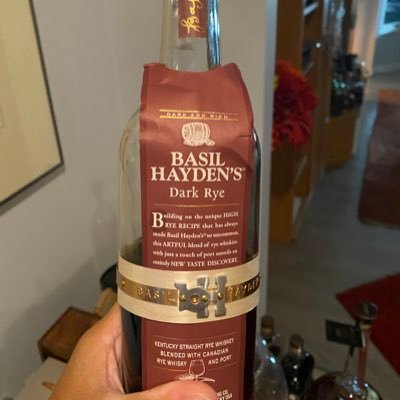 DARK AND RICH
BASIL
HAYDEN'S
Dark Rye
Building on the unique HIGH
RYE RECIPE that has always
made Basil Hayden's® so uncommon,
this ARTFUL blend of rye whiskies
with just a touch of port unveils an
entirely NEW TASTE DISCOVERY.
BASIL
KENTUCKY STRAIGHT RYE WHISKEY
BLENDED WITH CANADIAN
RYE WHISKY AND PORT